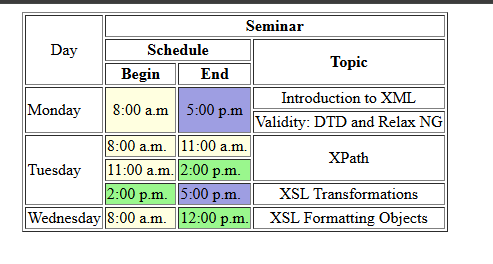 Seminar
Day
Schedule
Topic
Begin
End
Monday
8:00 a.m
5:00 p.m
Introduction to XML
Validity: DTD and Relax NG
Tuesday
8:00 a.m.
11:00 a.m.
XPath
11:00 a.m.
2:00 p.m.
2:00 p.m.
5:00 p.m.
XSL Transformations
Wednesday
8:00 a.m.
12:00 p.m.
XSL Formatting Objects